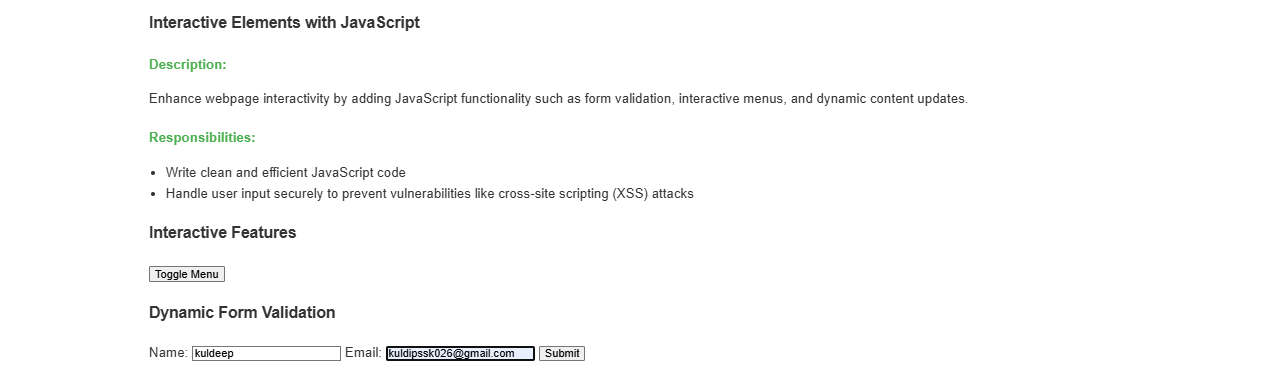 Interactive Elements with JavaScript
Description:
Enhance webpage interactivity by adding JavaScript functionality such as form validation, interactive menus, and dynamic content updates.
Responsibilities:
• Write clean and efficient JavaScript code
• Handle user input securely to prevent vulnerabilities like cross-site scripting (XSS) attacks
Interactive Features
Toggle Menu
Dynamic Form Validation
Name: kuldeep Email: kuldipssk026@gmail.com Submit